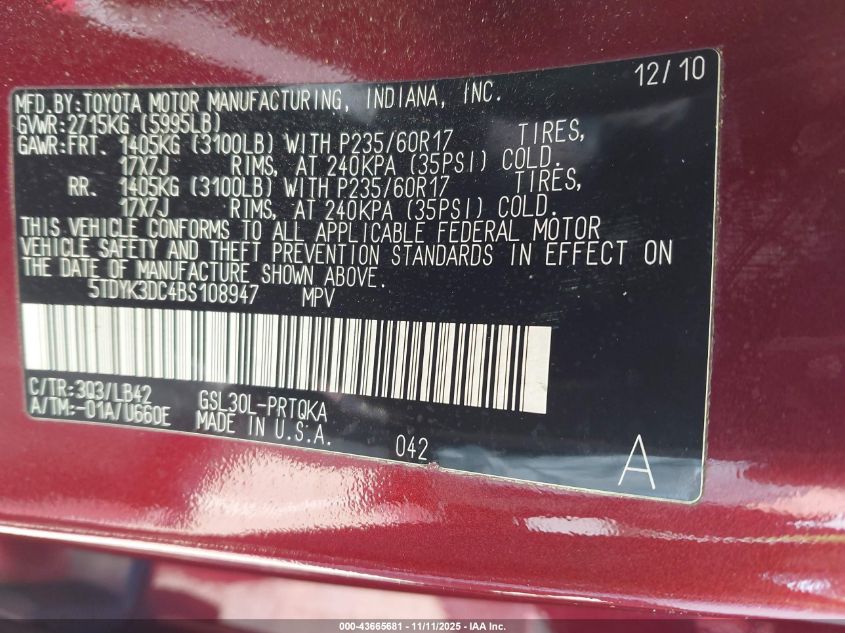 12/10
MFD.BY:TOYOTA MOTOR MANUFACTURING, INDIANA, INC.
GVWR:2715KG (5995LB)
GAWR:FRT. 1405KG (3100LB) WITH P235/60R17 TIRES,
17X7J RIMS, AT 240KPA (35PSI) COLD.
RR. 1405KG (3100LB) WITH P235/60R17 TIRES,
17X7J RIMS, AT 240KPA (35PSI) COLD.
THIS VEHICLE CONFORMS TO ALL APPLICABLE FEDERAL MOTOR
VEHICLE SAFETY AND THEFT PREVENTION STANDARDS IN EFFECT ON
THE DATE OF MANUFACTURE SHOWN ABOVE.
5TDYK3DC4BS108947 MPV
C/TR:3Q3/LB42 GSL30L-PRTQKA
A/TM:-01A/U660E MADE IN U.S.A.
042
A
000-43665681 - 11/11/2025 - IAA Inc.